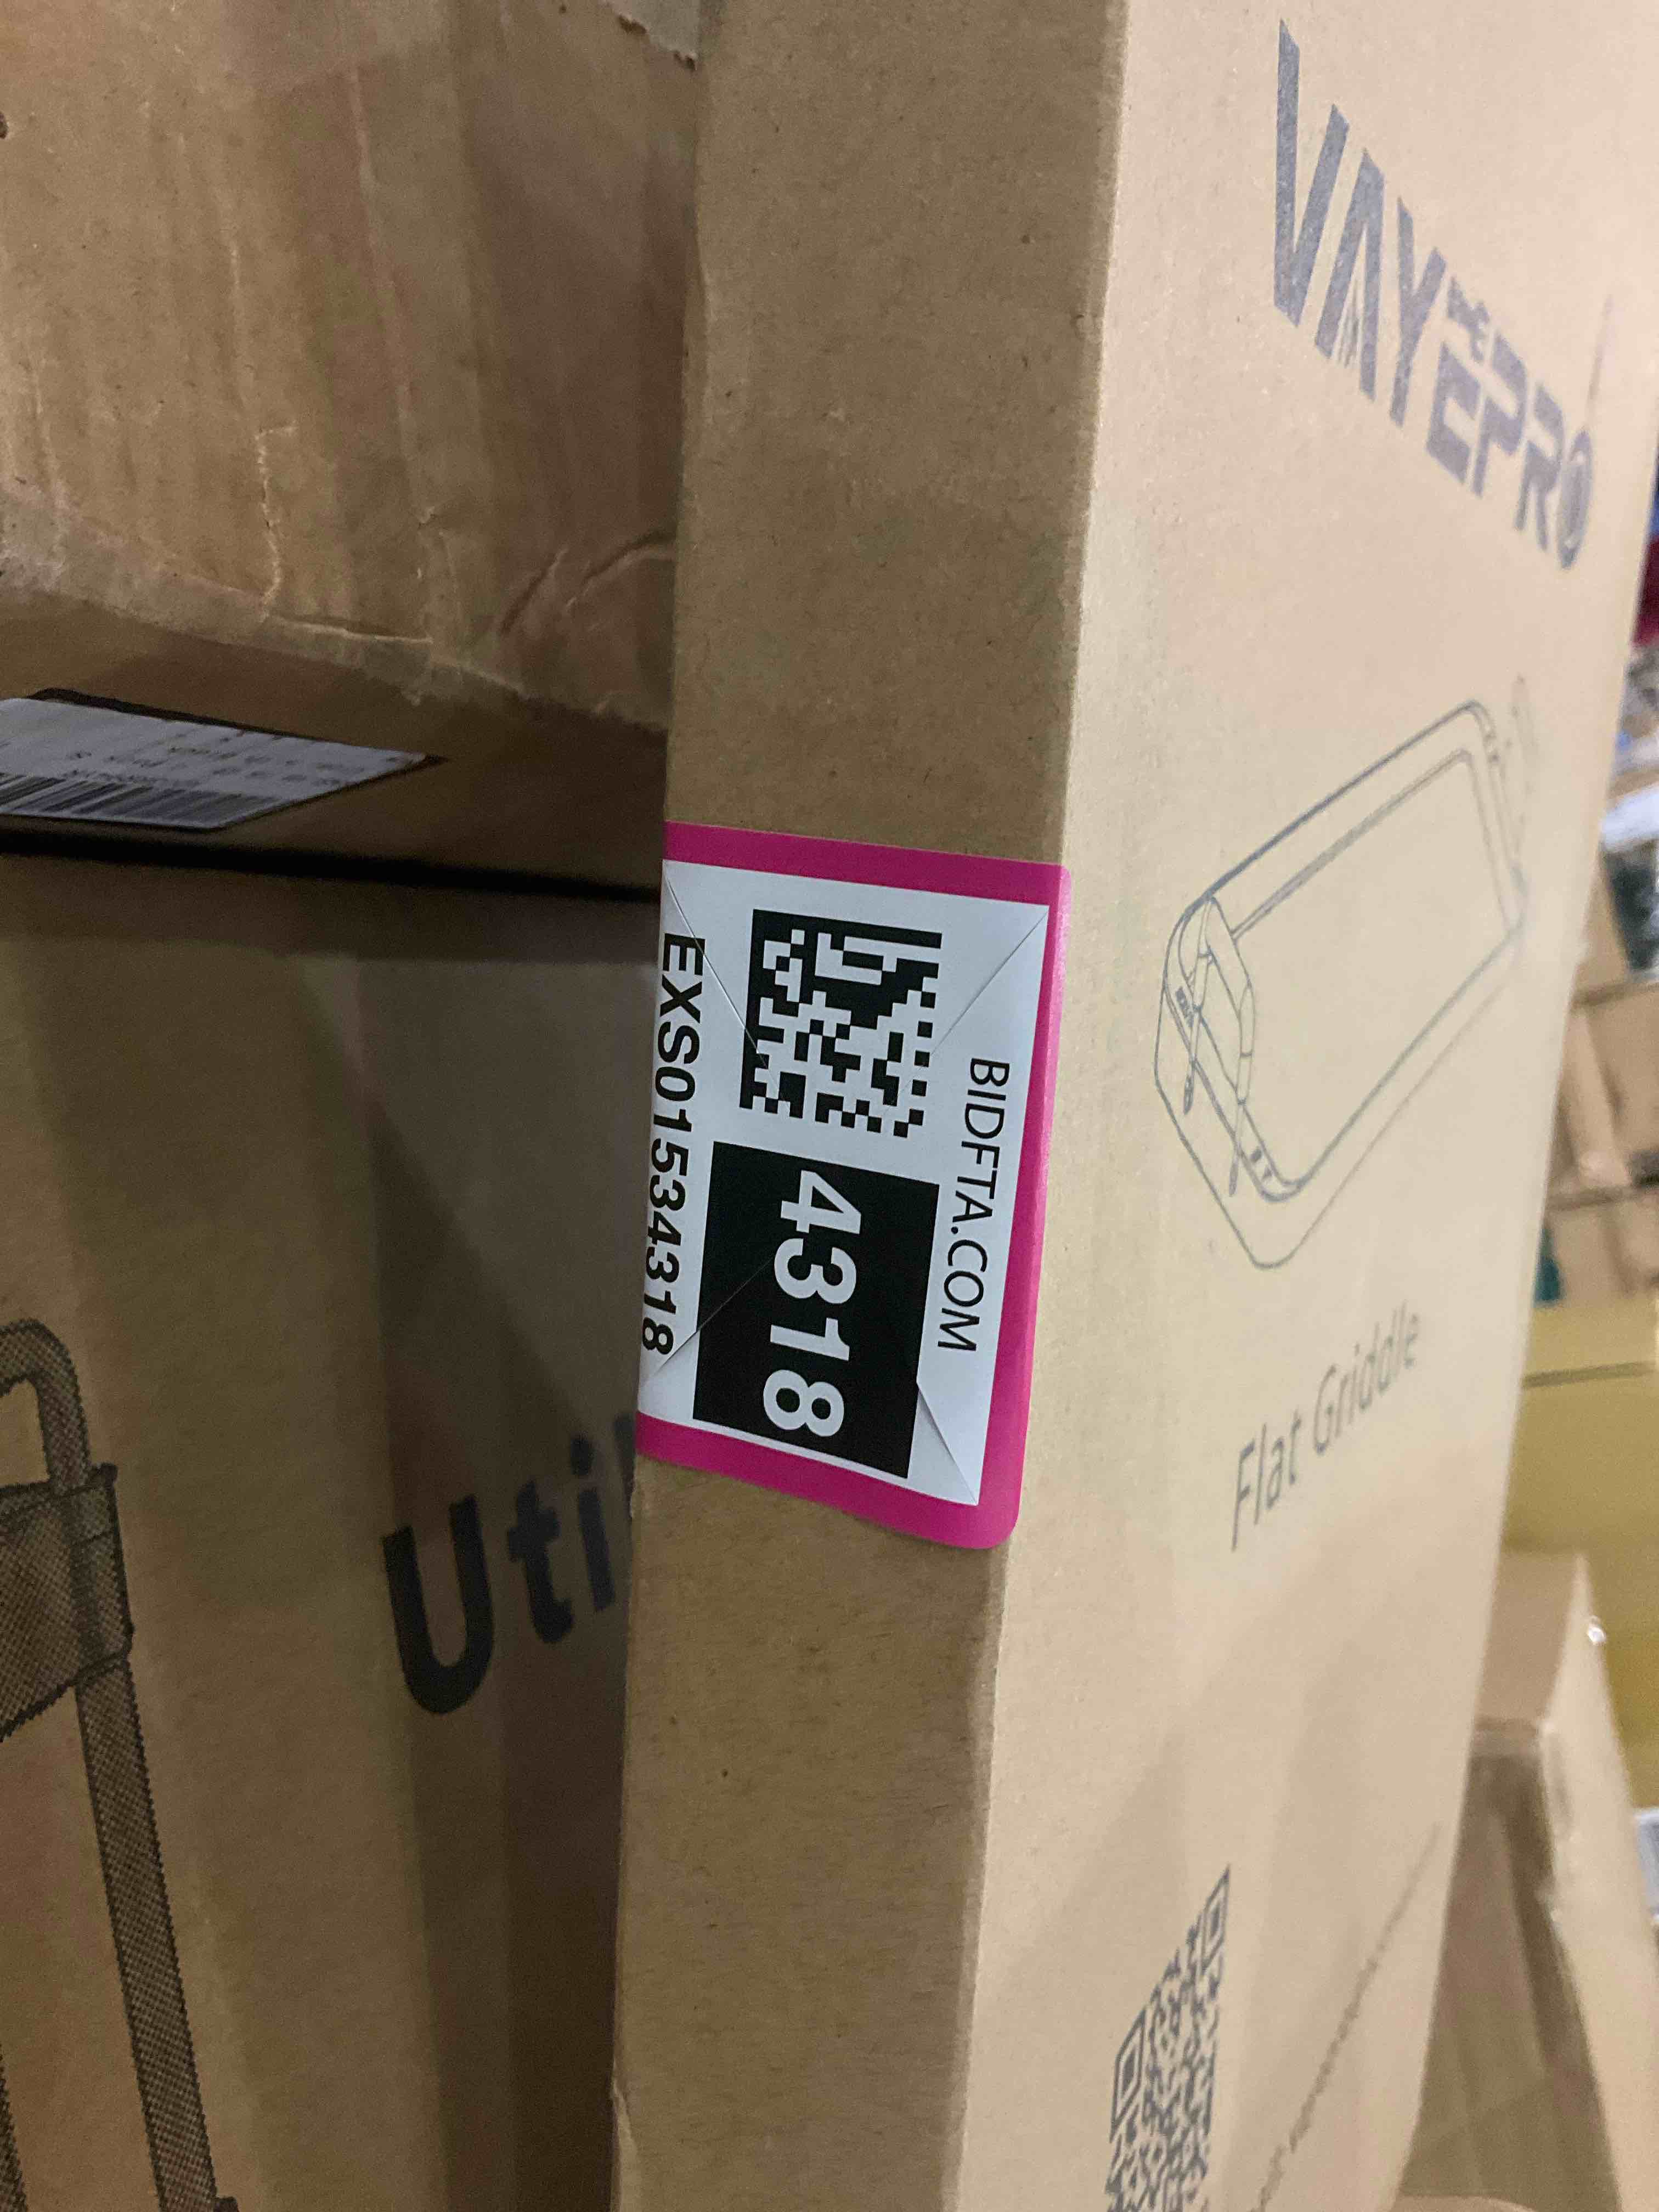 VAYEPRO
BIDFTA.COM
4318
EXS01534318
Flat Griddle
Uti